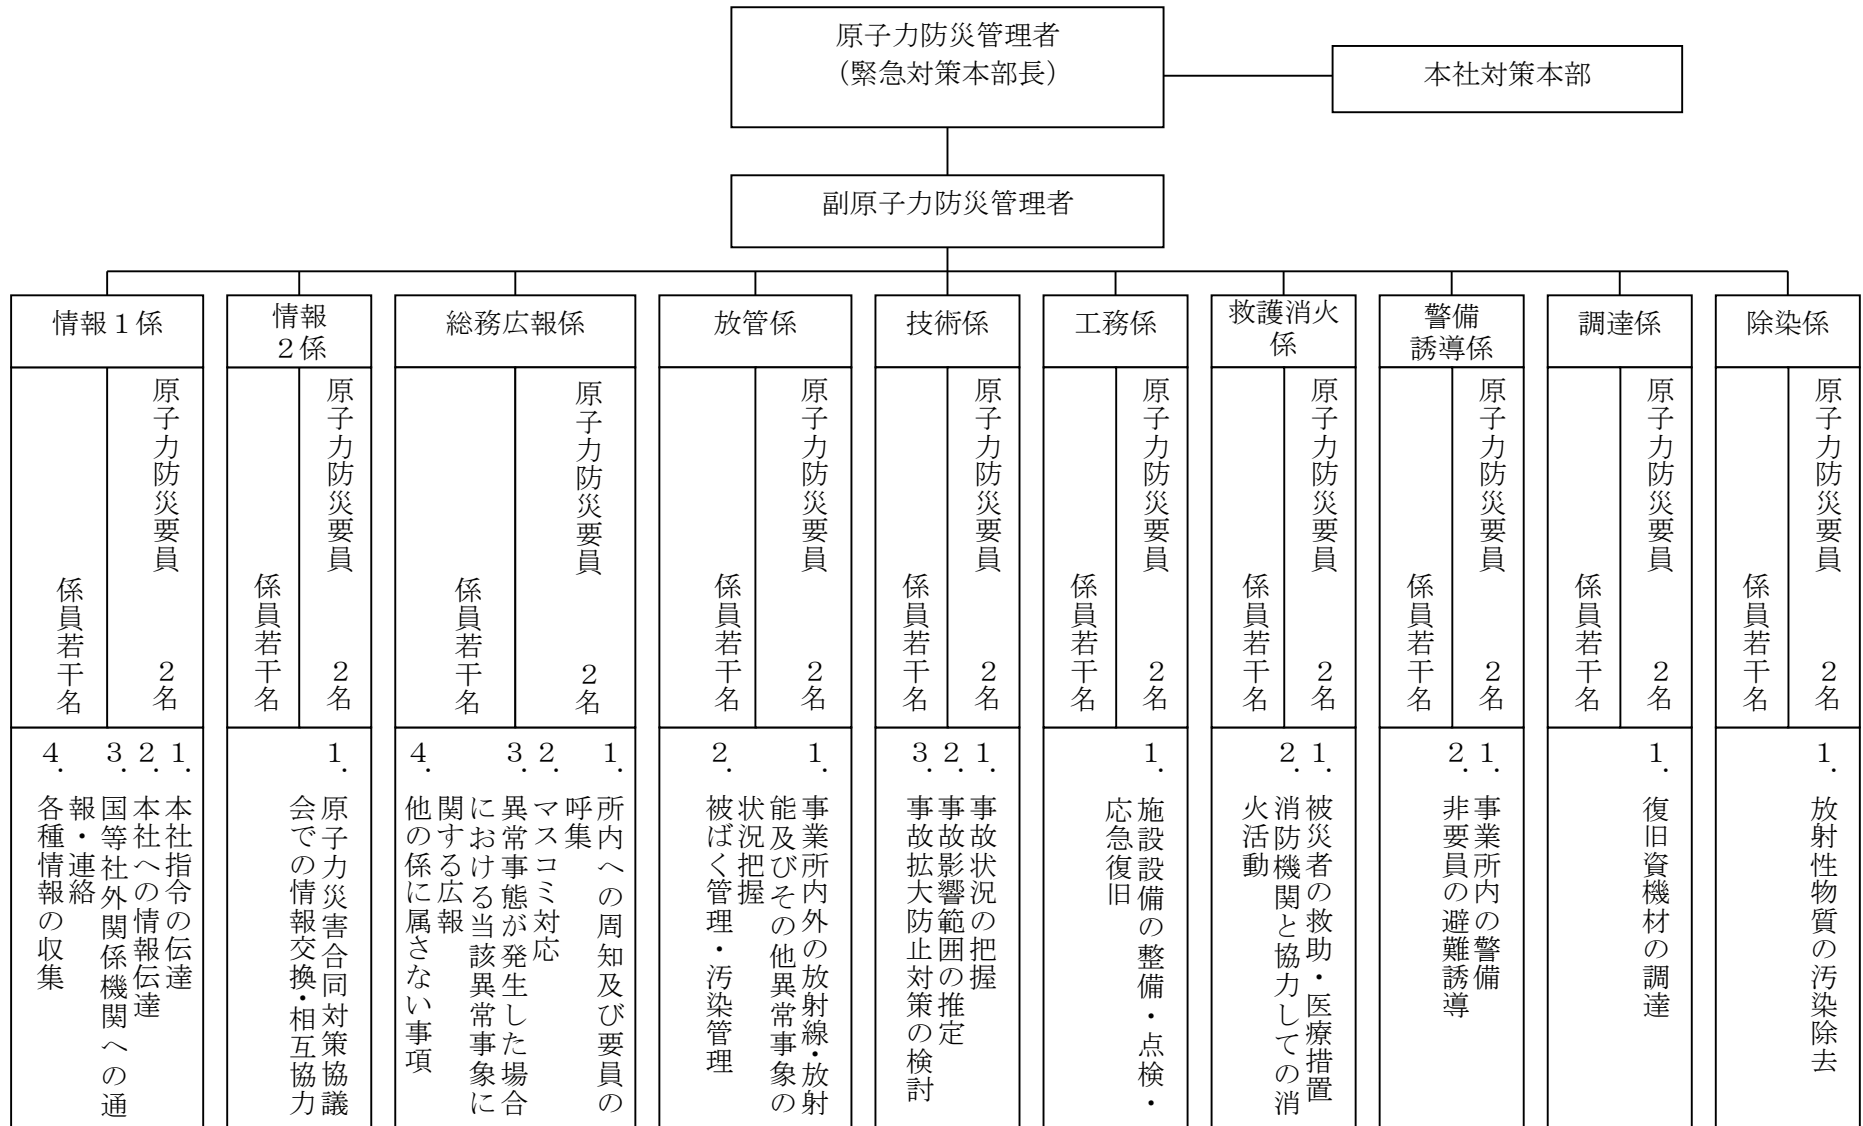 原子力防災管理者
（緊急対策本部長）
本社対策本部
副原子力防災管理者
情報１係
原子力防災要員　２名
係員若干名
１．本社指令の伝達
２．本社への情報伝達
３．国等社外関係機関への通
報・連絡
４．各種情報の収集
情報
２係
原子力防災要員　２名
係員若干名
１．原子力災害合同対策協議
会での情報交換・相互協力
総務広報係
原子力防災要員　２名
係員若干名
１．所内への周知及び要員の
呼集
２．マスコミ対応
３．異常事態が発生した場合
における当該異常事象に
関する広報
４．他の係に属さない事項
放管係
原子力防災要員　２名
係員若干名
１．事業所内外の放射線・放射
能及びその他異常事象の
状況把握
２．被ばく管理・汚染管理
技術係
原子力防災要員　２名
係員若干名
１．事故状況の把握
２．事故影響範囲の推定
３．事故拡大防止対策の検討
工務係
原子力防災要員　２名
係員若干名
１．施設設備の整備・点検・
応急復旧
救護消火
係
原子力防災要員　２名
係員若干名
１．被災者の救助・医療措置
２．消防機関と協力しての消
火活動
警備
誘導係
原子力防災要員　２名
係員若干名
１．事業所内の警備
２．非要員の避難誘導
調達係
原子力防災要員　２名
係員若干名
１．復旧資機材の調達
除染係
原子力防災要員　２名
係員若干名
１．放射性物質の汚染除去